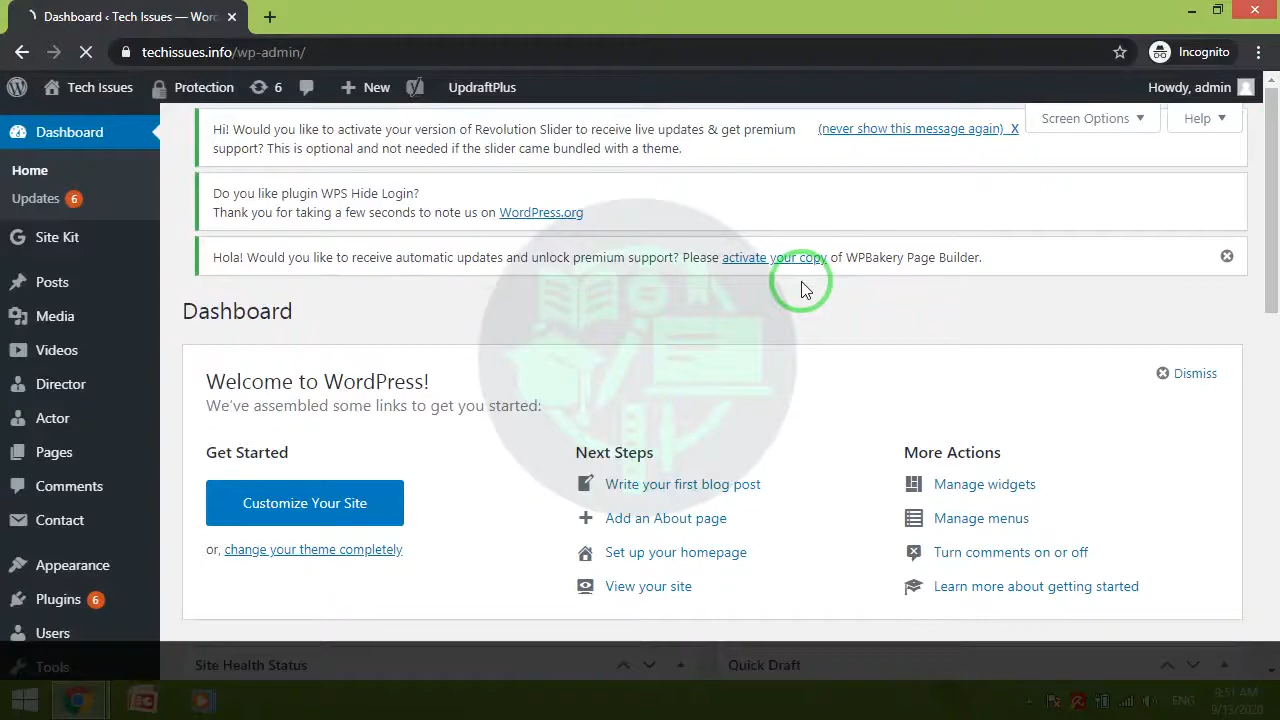 Dashboard ‹ Tech Issues — Wor
techissues.info/wp-admin/
Incognito
Tech Issues
Protection
6
New
UpdraftPlus
Howdy, admin
Dashboard
Home
Updates 6
Site Kit
Posts
Media
Videos
Director
Actor
Pages
Comments
Contact
Appearance
Plugins 6
Users
Tools
Screen Options
Help
Hi! Would you like to activate your version of Revolution Slider to receive live updates & get premium
support? This is optional and not needed if the slider came bundled with a theme.
(never show this message again) X
Do you like plugin WPS Hide Login?
Thank you for taking a few seconds to note us on WordPress.org
Hola! Would you like to receive automatic updates and unlock premium support? Please activate your copy of WPBakery Page Builder.
Dashboard
Welcome to WordPress!
We've assembled some links to get you started:
Dismiss
Get Started
Customize Your Site
or, change your theme completely
Next Steps
Write your first blog post
Add an About page
Set up your homepage
View your site
More Actions
Manage widgets
Manage menus
Turn comments on or off
Learn more about getting started
Site Health Status
Quick Draft
ENG
9:51 AM
9/13/2020